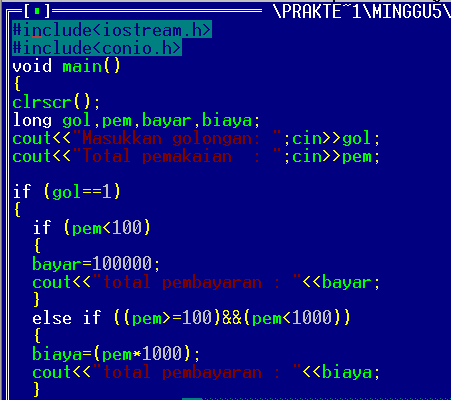 [■] \PRAKTE~1\MINGGU5\
#include<iostream.h>
#include<conio.h>
void main()
{
clrscr();
long gol,pem,bayar,biaya;
cout<<"Masukkan golongan: ";cin>>gol;
cout<<"Total pemakaian  : ";cin>>pem;

if (gol==1)
{
  if (pem<100)
  {
  bayar=100000;
  cout<<"total pembayaran : "<<bayar;
  }
  else if ((pem>=100)&&(pem<1000))
  {
  biaya=(pem*1000);
  cout<<"total pembayaran : "<<biaya;
  }